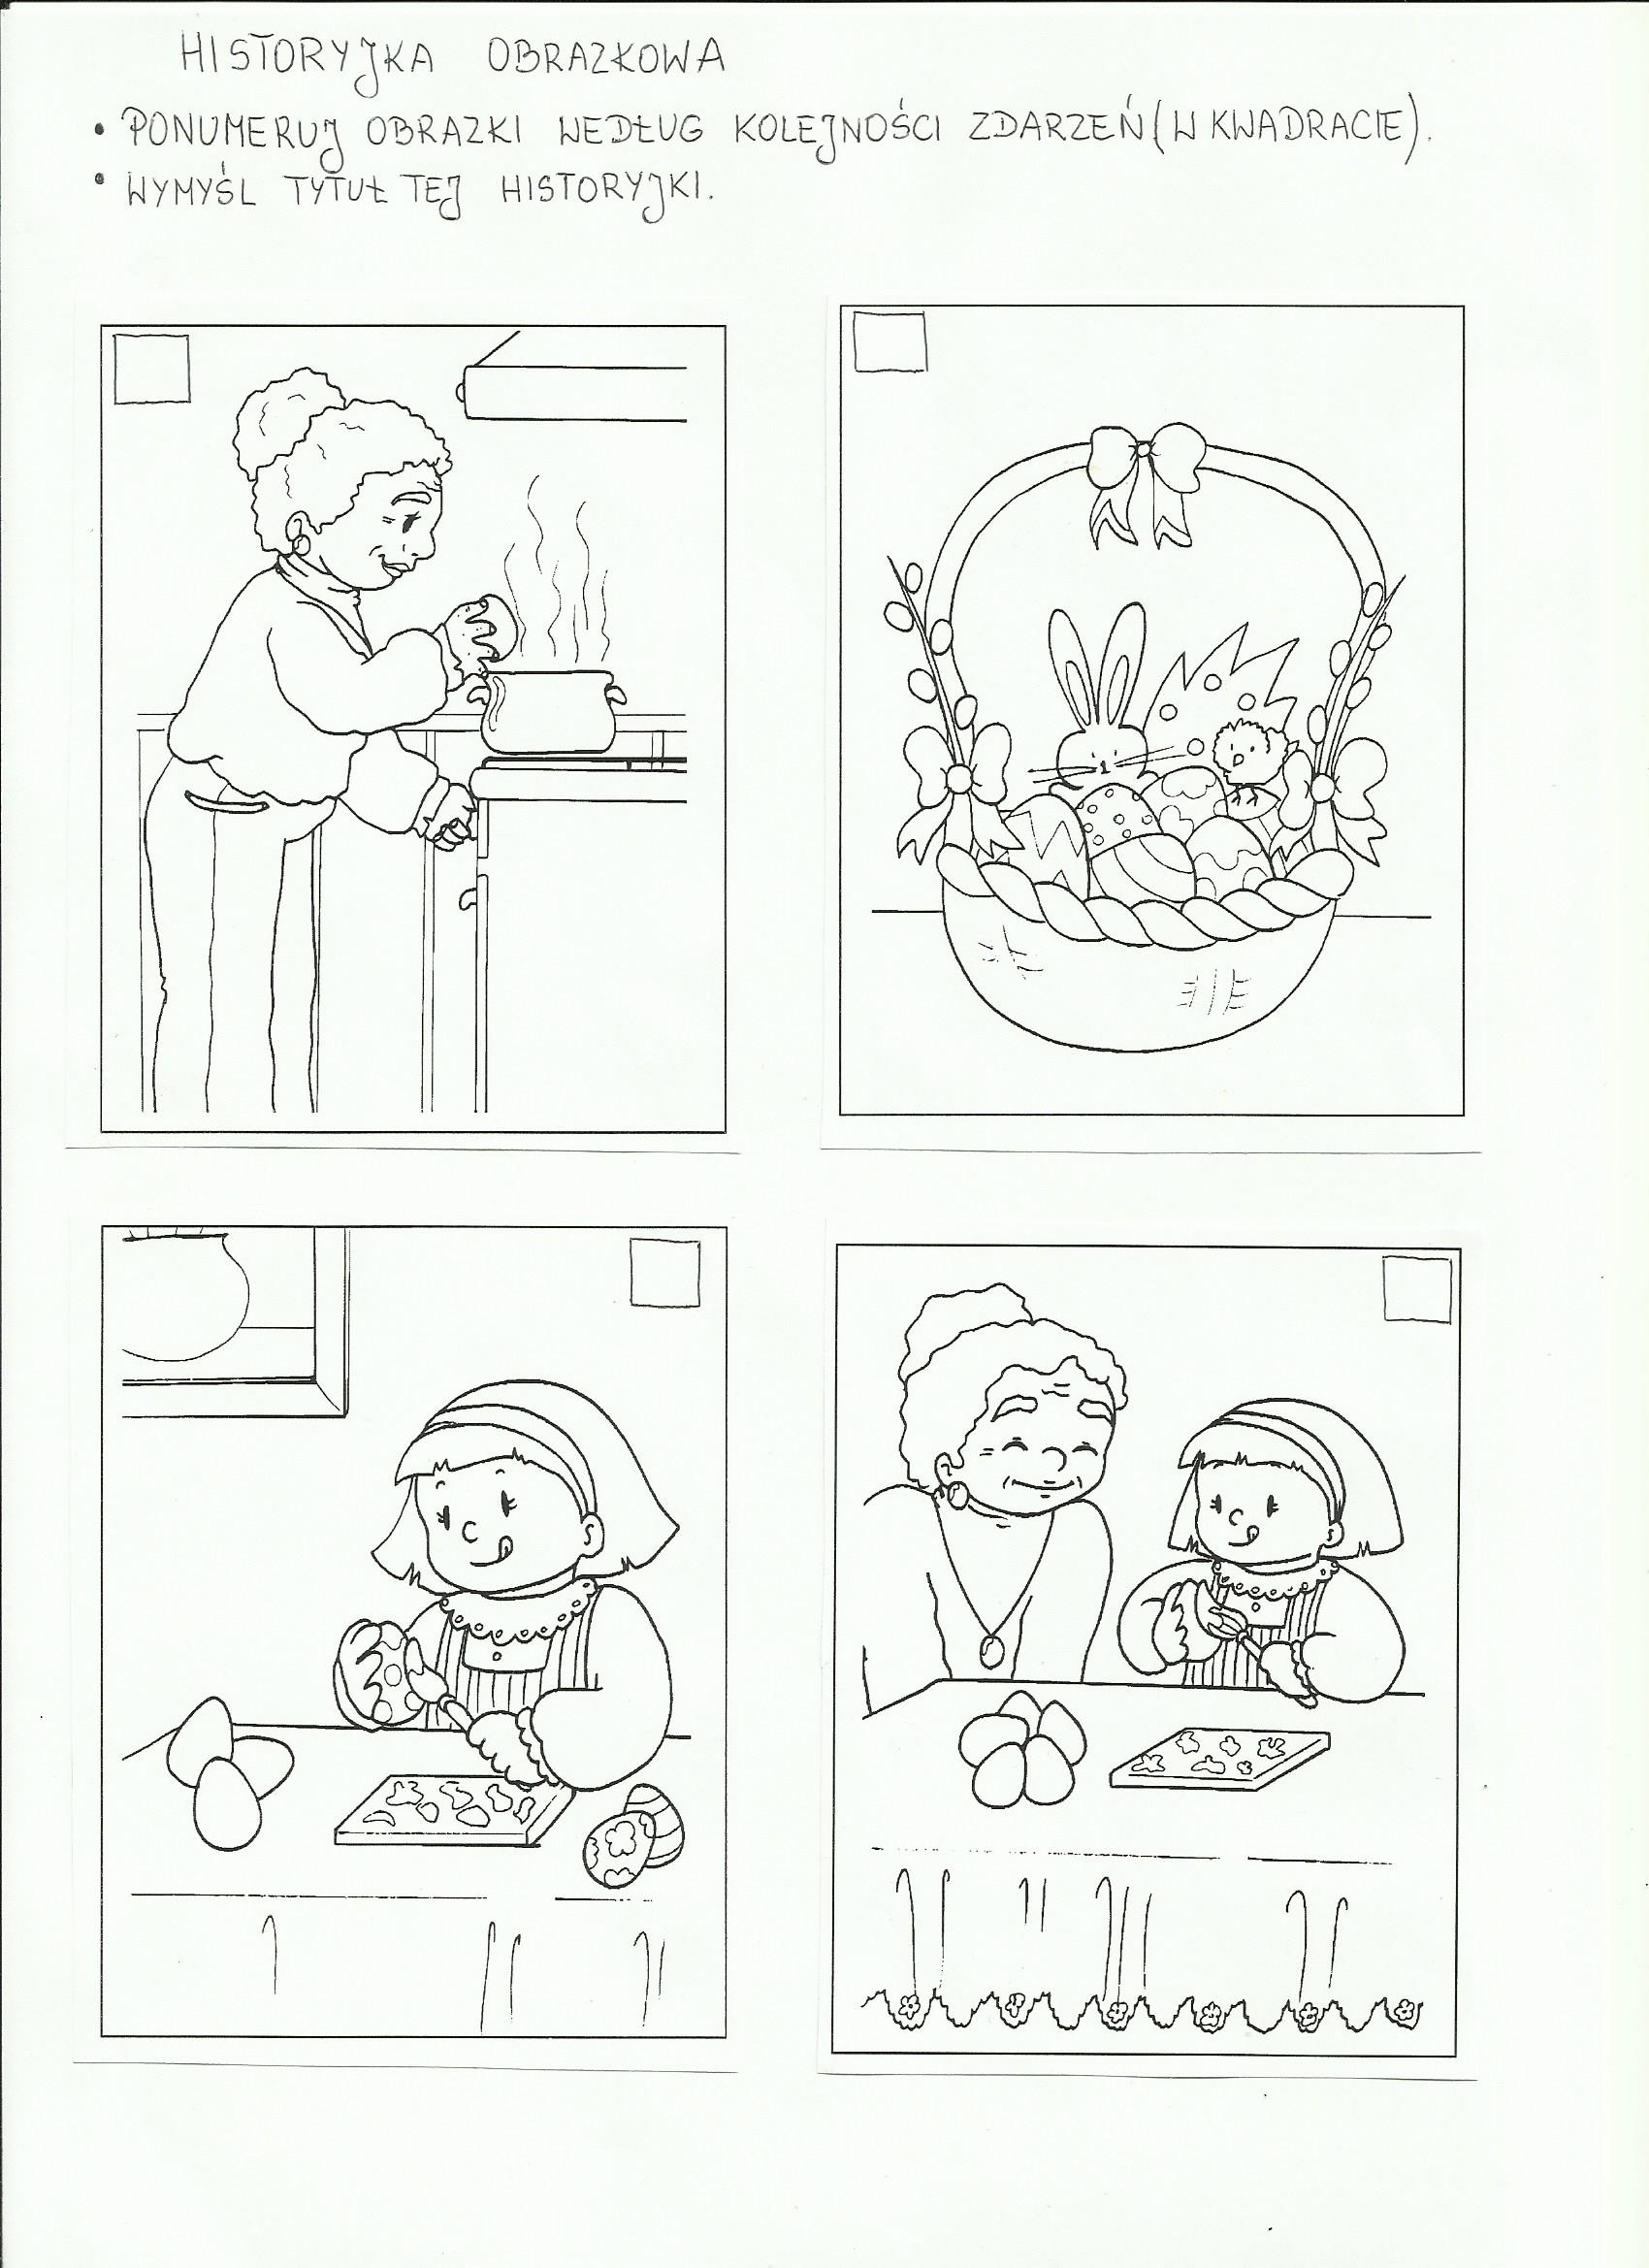 HISTORYJKA OBRAZKOWA
• PONUMERUJ OBRAZKI WEDŁUG KOLEJNOŚCI ZDARZEŃ (W KWADRACIE).
• WYMYŚL TYTUŁ TEJ HISTORYJKI.